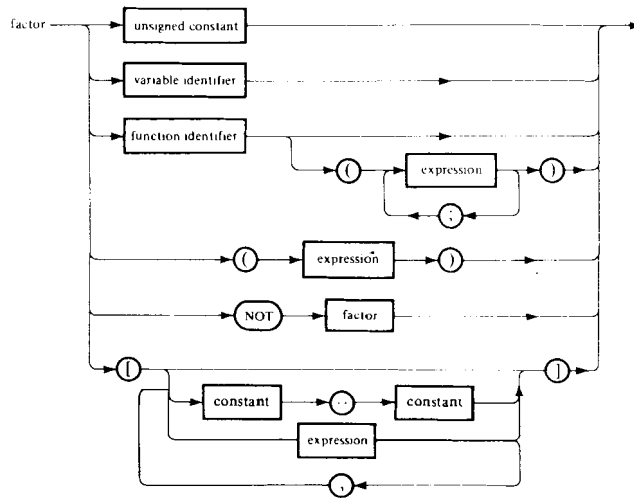 factor
unsigned constant
variable identifier
function identifier
( expression )
;
( expression )
NOT factor
[ ]
constant .. constant
expression
,